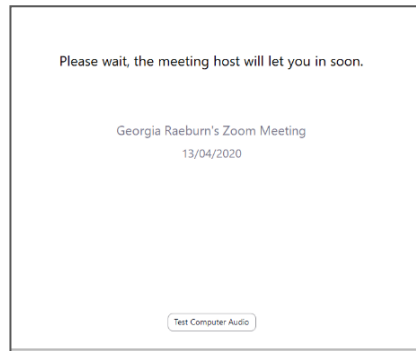 Please wait, the meeting host will let you in soon.
Georgia Raeburn's Zoom Meeting
13/04/2020
Test Computer Audio